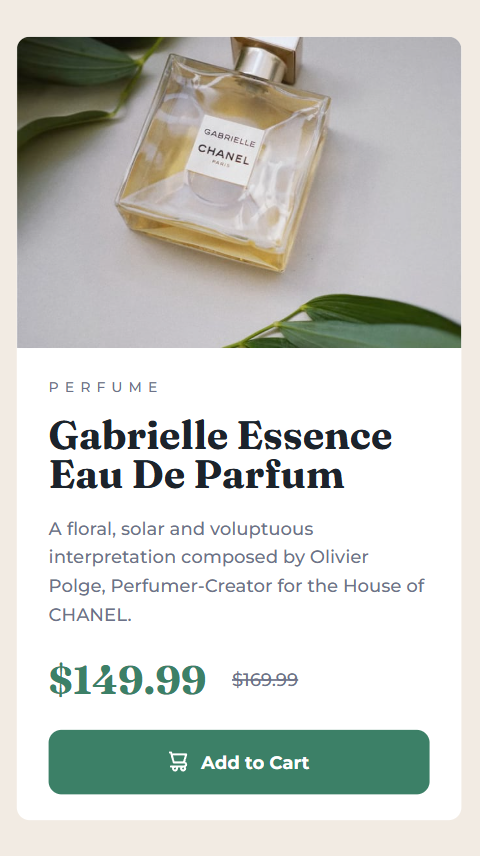 GABRIELLE
CHANEL
PARIS
PERFUME
Gabrielle Essence
Eau De Parfum
A floral, solar and voluptuous
interpretation composed by Olivier
Polge, Perfumer-Creator for the House of
CHANEL.
$149.99 $169.99
Add to Cart